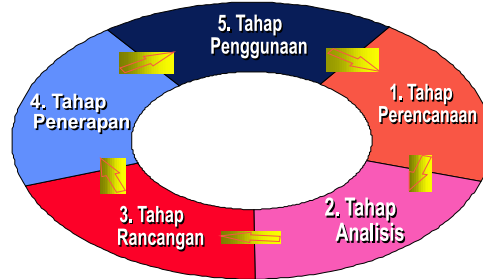 5. Tahap
Penggunaan
1. Tahap
Perencanaan
2. Tahap
Analisis
3. Tahap
Rancangan
4. Tahap
Penerapan